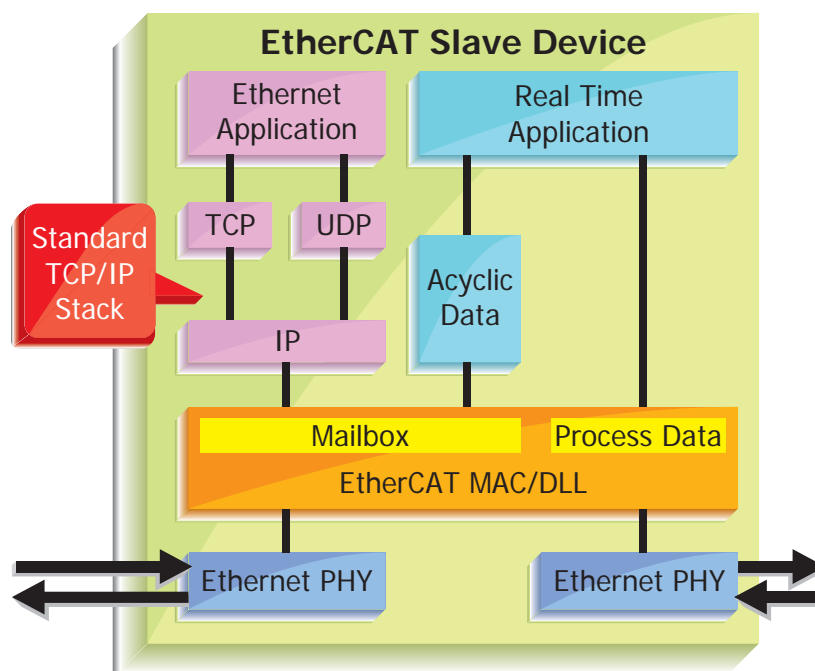 EtherCAT Slave Device
Ethernet
Application
Real Time
Application
TCP
UDP
Standard
TCP/IP
Stack
Acyclic
Data
IP
Mailbox
Process Data
EtherCAT MAC/DLL
Ethernet PHY
Ethernet PHY